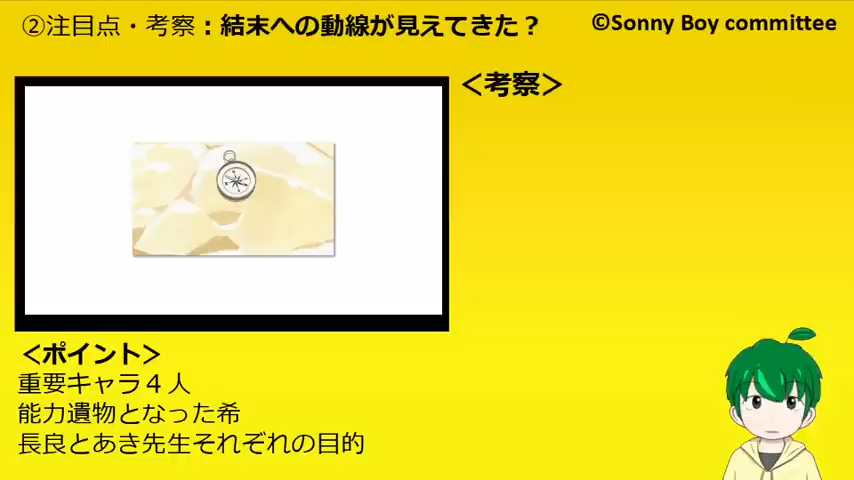 ②注目点・考察：結末への動線が見えてきた？
©Sonny Boy committee
＜考察＞
＜ポイント＞
重要キャラ４人
能力遺物となった希
長良とあき先生それぞれの目的